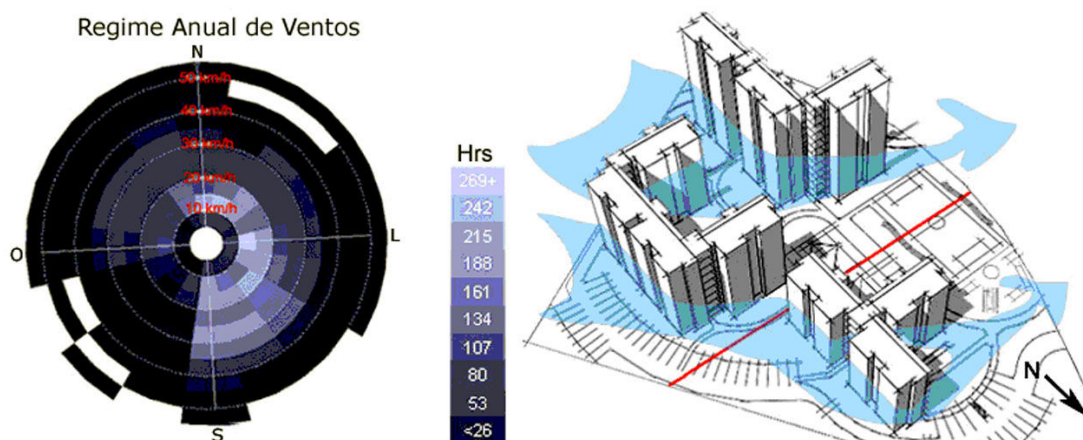 Regime Anual de Ventos
N
50 km/h
40 km/h
30 km/h
20 km/h
10 km/h
O
L
S
Hrs
269+
242
215
188
161
134
107
80
53
<26
N